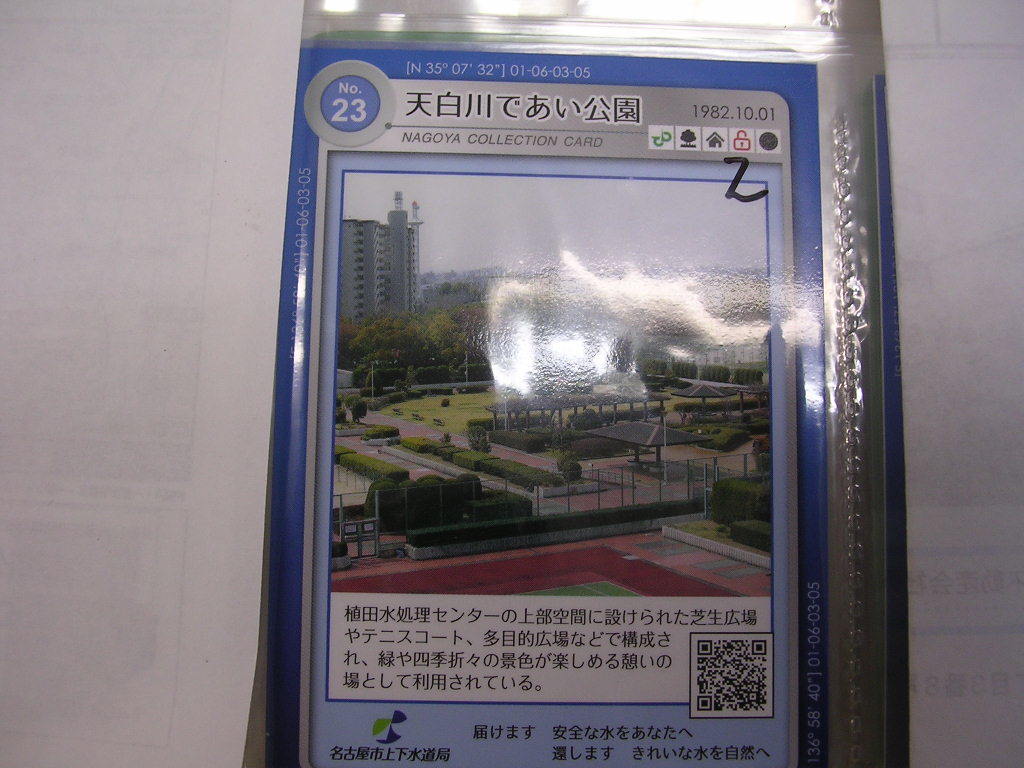 [N 35° 07' 32"] 01-06-03-05
No.
23
天白川であい公園
1982.10.01
NAGOYA COLLECTION CARD
Z
01-06-03-05
植田水処理センターの上部空間に設けられた芝生広場
やテニスコート、多目的広場などで構成さ
れ、緑や四季折々の景色が楽しめる憩いの
場として利用されている。
136° 58' 40"] 01-06-03-05
名古屋市上下水道局
届けます 安全な水をあなたへ
還します きれいな水を自然へ